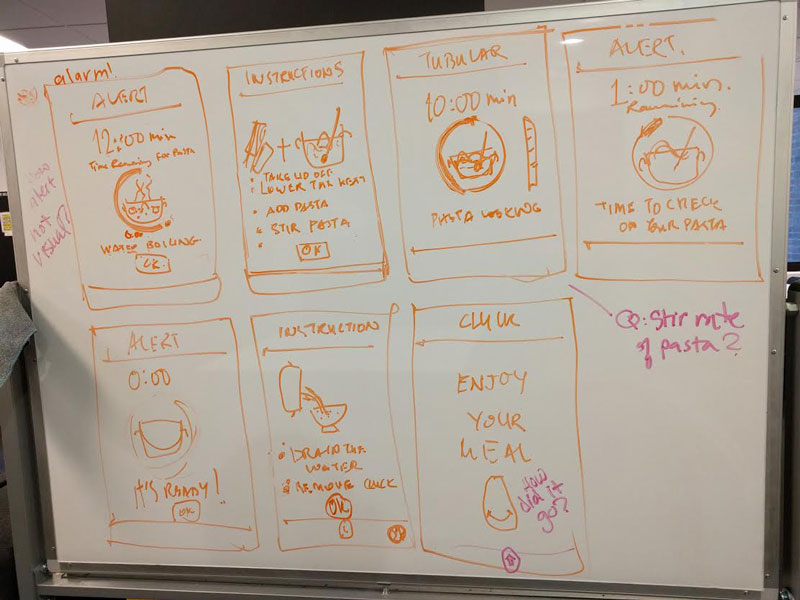 alarm!
ALERT
12:00 min
Time Remaining for pasta
WATER BOILING
OK
alert
not
visual?
INSTRUCTIONS
+
• TAKE LID OFF
• LOWER THE HEAT
• ADD PASTA
• STIR PASTA
OK
TUBULAR
10:00 min
PASTA COOKING
ALERT.
1:00 min.
Remaining
TIME TO CHECK
ON YOUR PASTA
Q: Stir rate
of pasta?
ALERT
0:00
IT'S READY!
OK
INSTRUCTION
• DRAIN THE
WATER
• REMOVE CLUCK
OK
CLUCK
ENJOY
YOUR
MEAL
How
did it
go?